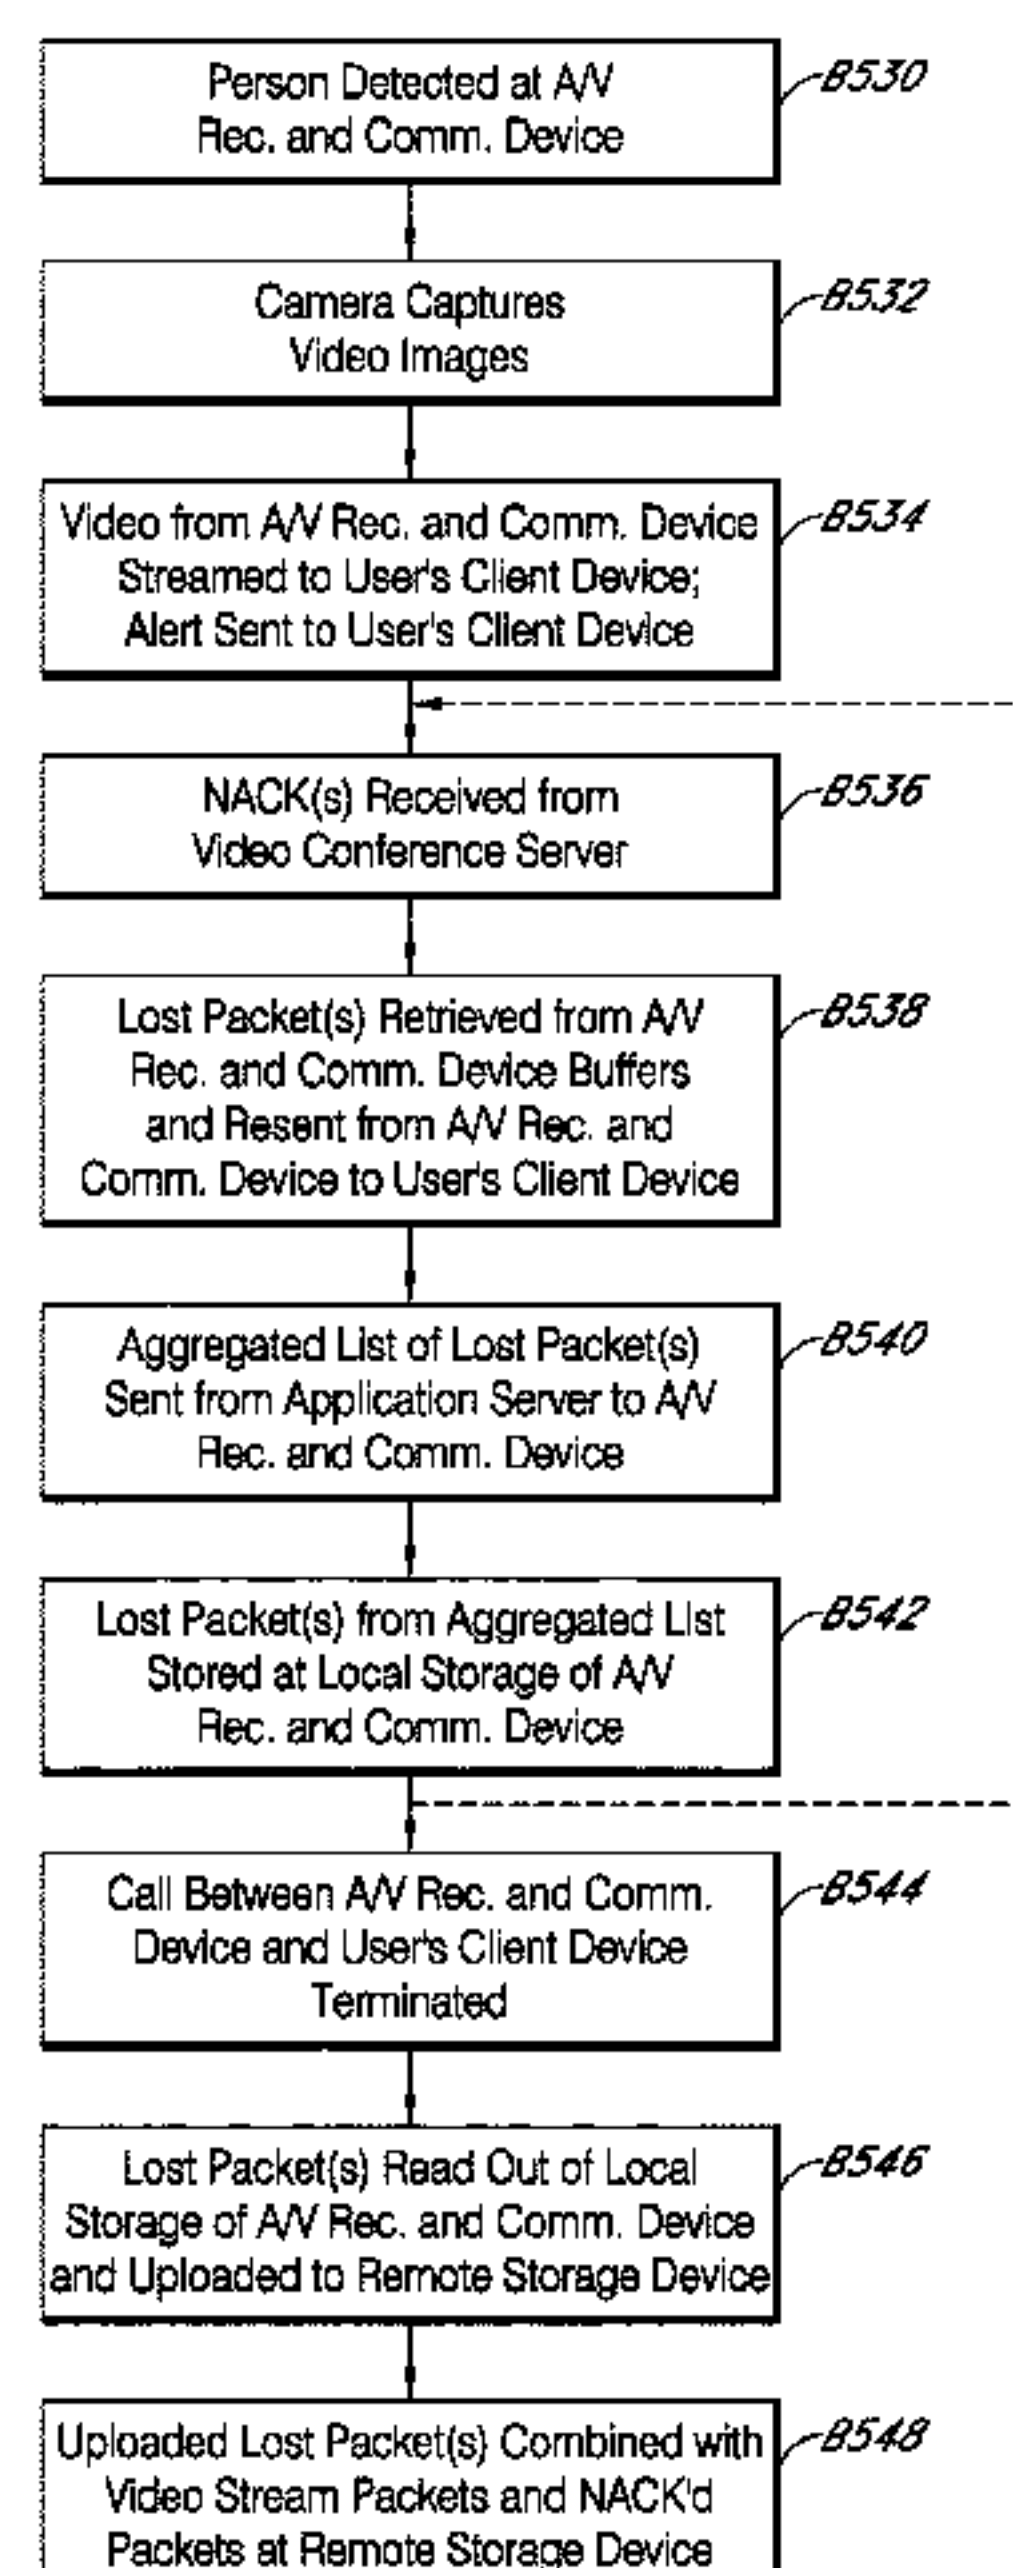 Person Detected at A/V
Rec. and Comm. Device
B530
Camera Captures
Video Images
B532
Video from A/V Rec. and Comm. Device
Streamed to User's Client Device;
Alert Sent to User's Client Device
B534
NACK(s) Received from
Video Conference Server
B536
Lost Packet(s) Retrieved from A/V
Rec. and Comm. Device Buffers
and Resent from A/V Rec. and
Comm. Device to User's Client Device
B538
Aggregated List of Lost Packet(s)
Sent from Application Server to A/V
Rec. and Comm. Device
B540
Lost Packet(s) from Aggregated List
Stored at Local Storage of A/V
Rec. and Comm. Device
B542
Call Between A/V Rec. and Comm.
Device and User's Client Device
Terminated
B544
Lost Packet(s) Read Out of Local
Storage of A/V Rec. and Comm. Device
and Uploaded to Remote Storage Device
B546
Uploaded Lost Packet(s) Combined with
Video Stream Packets and NACK'd
Packets at Remote Storage Device
B548